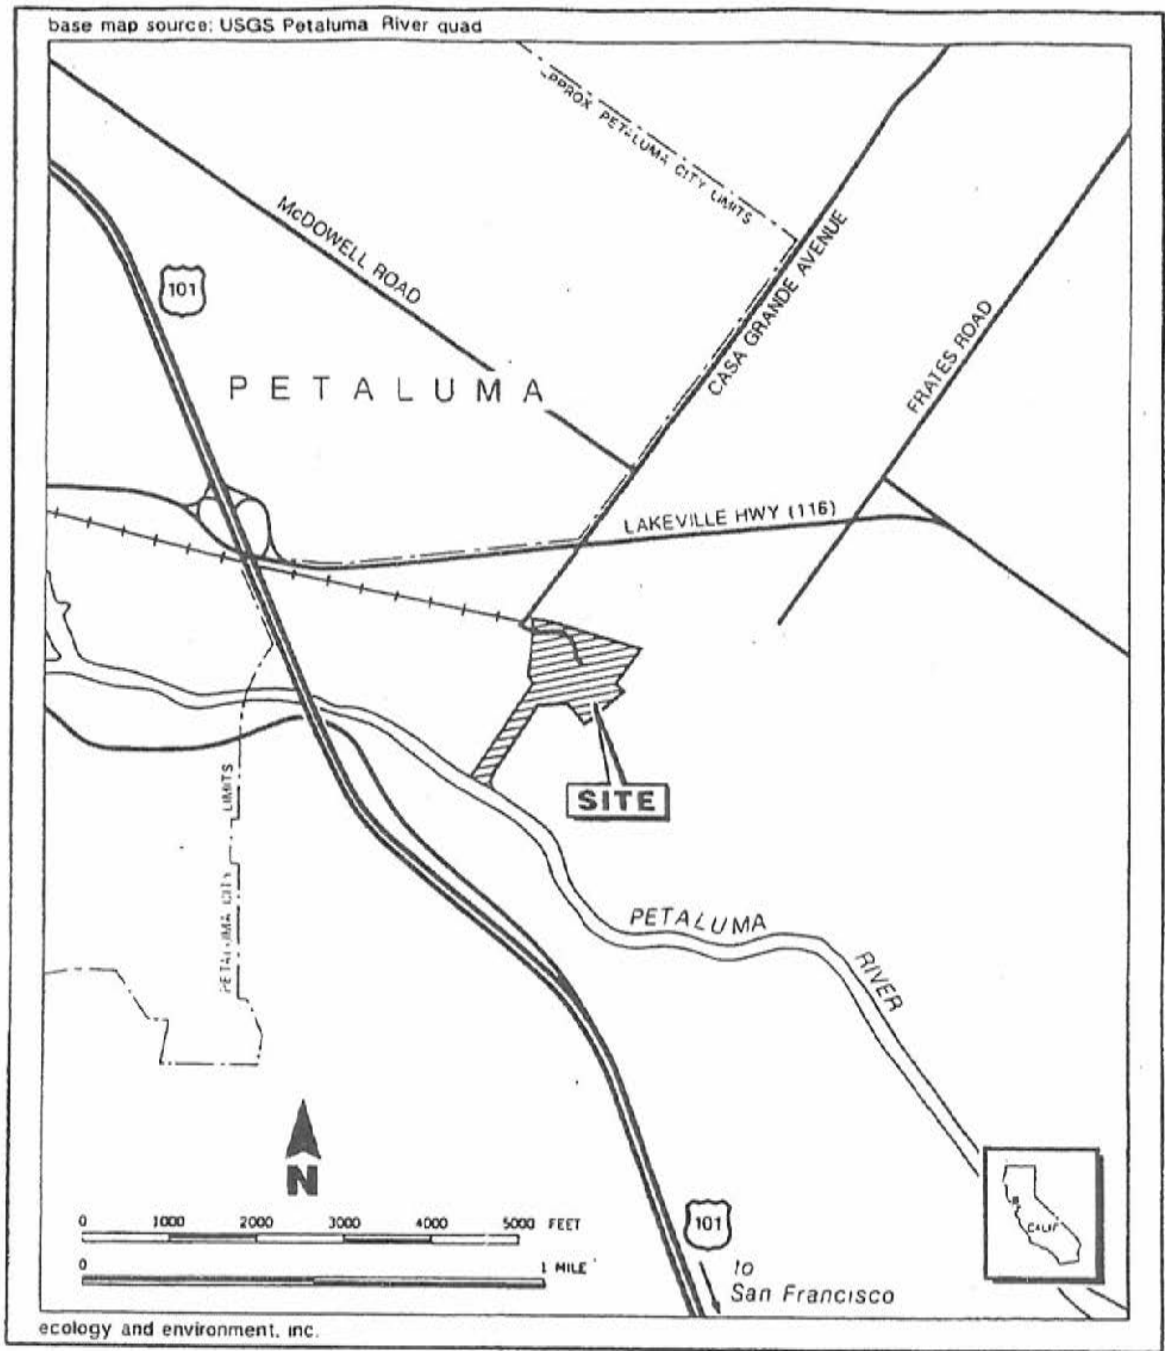 base map source: USGS Petaluma River quad
APPROX PETALUMA CITY LIMITS
McDOWELL ROAD
101
CASA GRANDE AVENUE
FRATES ROAD
PETALUMA
LAKEVILLE HWY (116)
SITE
PETALUMA CITY LIMITS
PETALUMA
RIVER
N
0 1000 2000 3000 4000 5000 FEET
0 1 MILE
101
to
San Francisco
CALIF
ecology and environment, inc.